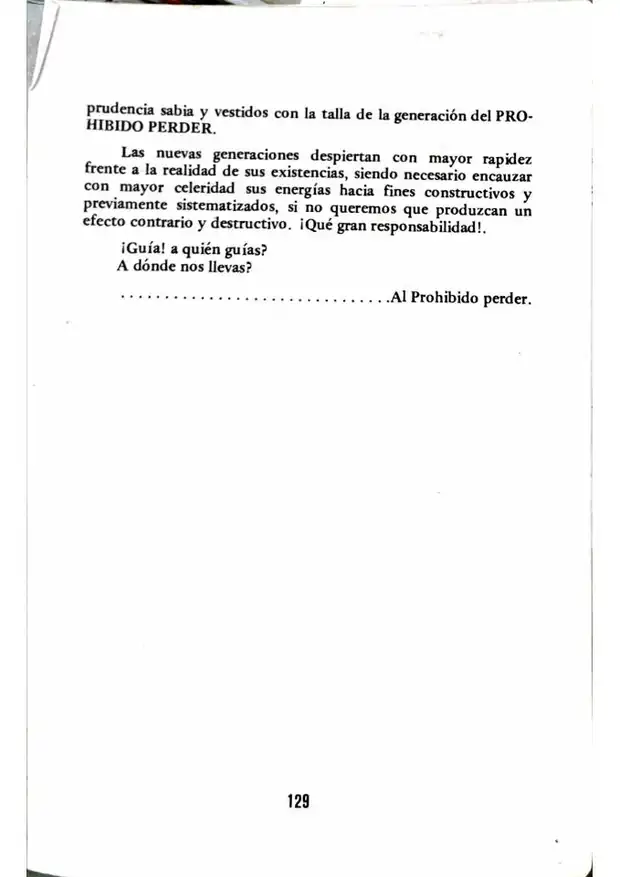 prudencia sabia y vestidos con la talla de la generación del PRO-
HIBIDO PERDER.
Las nuevas generaciones despiertan con mayor rapidez
frente a la realidad de sus existencias, siendo necesario encauzar
con mayor celeridad sus energías hacia fines constructivos y
previamente sistematizados, si no queremos que produzcan un
efecto contrario y destructivo. ¡Qué gran responsabilidad!.
¡Guía! a quién guías?
A dónde nos llevas?
...............................Al Prohibido perder.
129